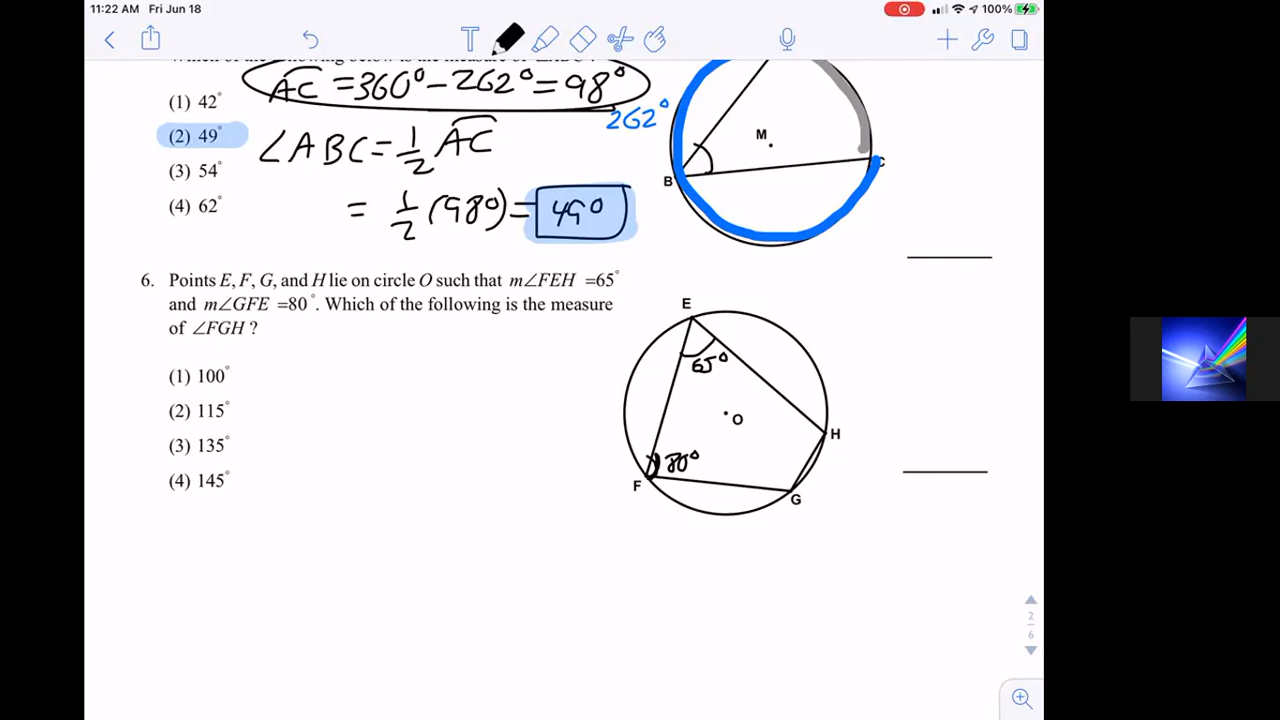 11:22 AM Fri Jun 18
100%
T
AC = 360° - 262° = 98°
(1) 42°
262°
(2) 49°
∠ABC = 1/2 AC
M
(3) 54°
C
B
(4) 62°
= 1/2 (98°) = 49°
6. Points E, F, G, and H lie on circle O such that m∠FEH =65°
and m∠GFE =80°. Which of the following is the measure
of ∠FGH ?
E
65°
(1) 100°
(2) 115°
O
H
(3) 135°
80°
(4) 145°
F
G
2
6